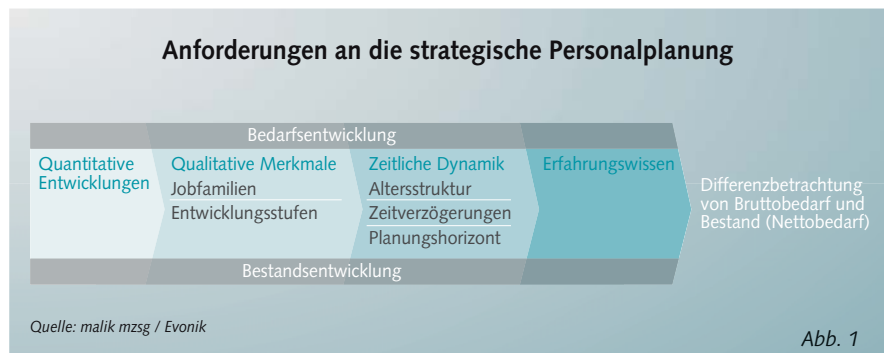 Anforderungen an die strategische Personalplanung
Bedarfsentwicklung
Quantitative
Entwicklungen
Qualitative Merkmale
Jobfamilien
Entwicklungsstufen
Zeitliche Dynamik
Altersstruktur
Zeitverzögerungen
Planungshorizont
Erfahrungswissen
Differenzbetrachtung
von Bruttobedarf und
Bestand (Nettobedarf)
Bestandsentwicklung
Quelle: malik mzsg / Evonik
Abb. 1